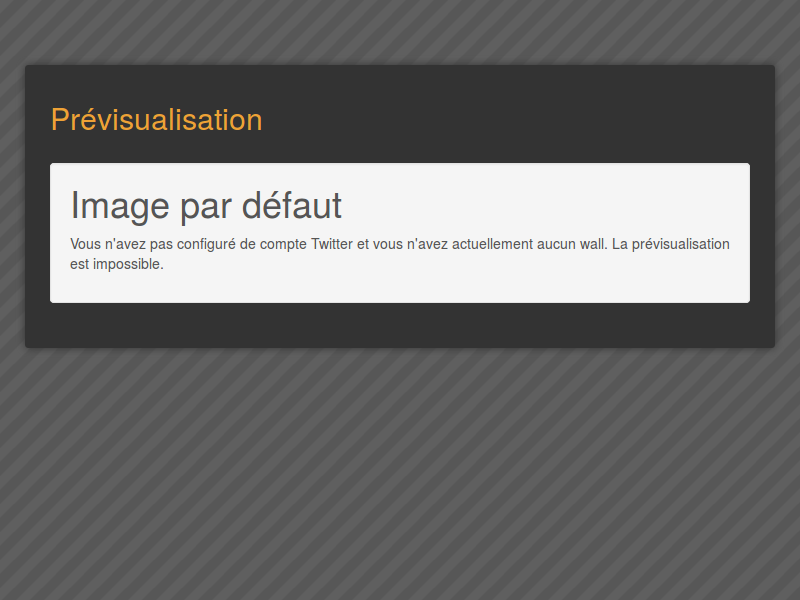 Prévisualisation
Image par défaut
Vous n'avez pas configuré de compte Twitter et vous n'avez actuellement aucun wall. La prévisualisation
est impossible.